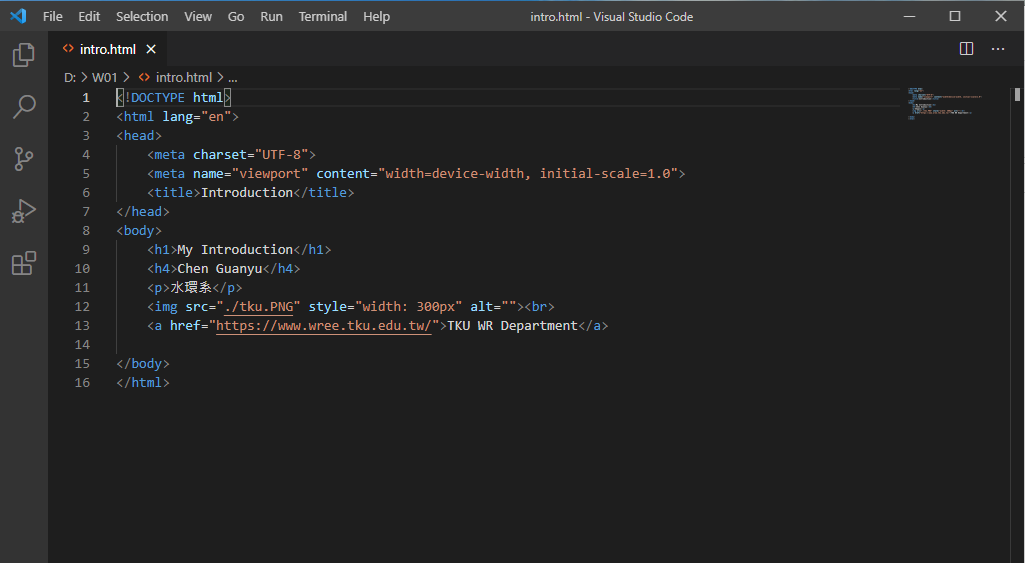 File Edit Selection View Go Run Terminal Help intro.html - Visual Studio Code
intro.html
D: > W01 > intro.html > ...
1 <!DOCTYPE html>
2 <html lang="en">
3 <head>
4 <meta charset="UTF-8">
5 <meta name="viewport" content="width=device-width, initial-scale=1.0">
6 <title>Introduction</title>
7 </head>
8 <body>
9 <h1>My Introduction</h1>
10 <h4>Chen Guanyu</h4>
11 <p>水環系</p>
12 <img src="./tku.PNG" style="width: 300px" alt=""><br>
13 <a href="https://www.wree.tku.edu.tw/">TKU WR Department</a>
14
15 </body>
16 </html>